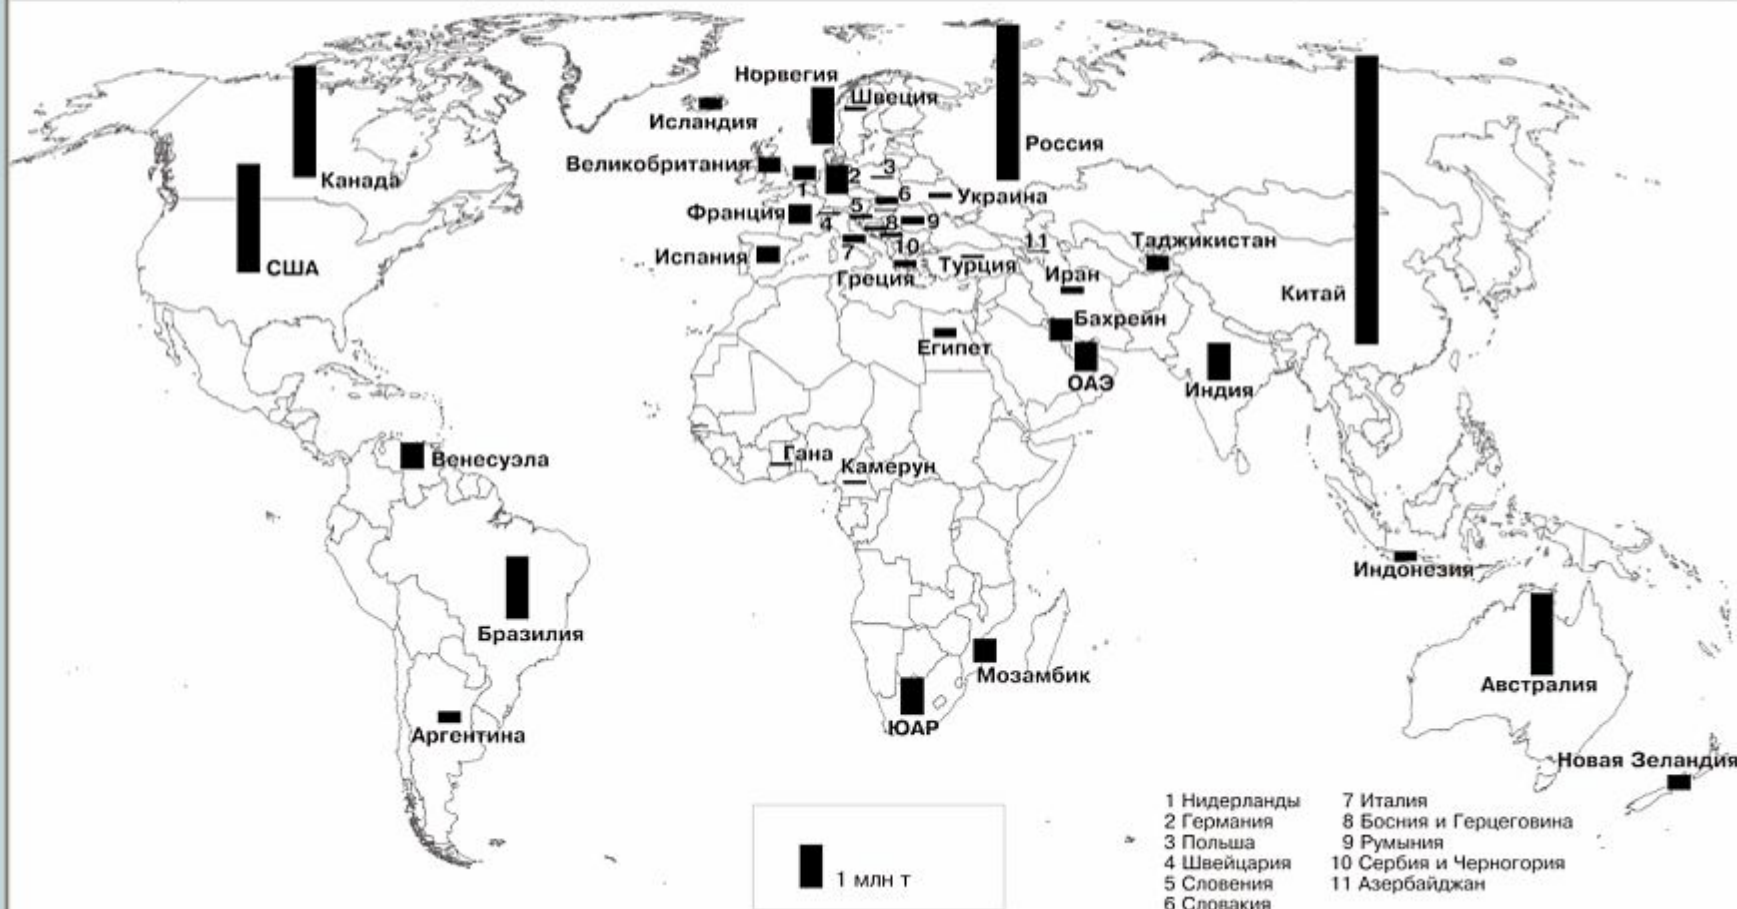 Норвегия
Швеция
Исландия
Россия
Великобритания
Канада
1
2
3
6
Украина
Франция
4
5
8
9
США
Испания
7
10
11
Таджикистан
Греция
Турция
Иран
Китай
Бахрейн
Египет
ОАЭ
Индия
Венесуэла
Гана
Камерун
Индонезия
Бразилия
Мозамбик
Австралия
ЮАР
Аргентина
Новая Зеландия
1 млн т
1 Нидерланды
2 Германия
3 Польша
4 Швейцария
5 Словения
6 Словакия
7 Италия
8 Босния и Герцеговина
9 Румыния
10 Сербия и Черногория
11 Азербайджан